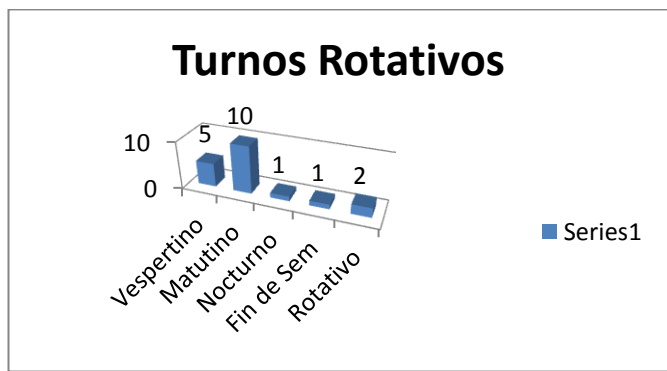 Turnos Rotativos
10
0
5
10
1
1
2
Vespertino
Matutino
Nocturno
Fin de Sem
Rotativo
Series1